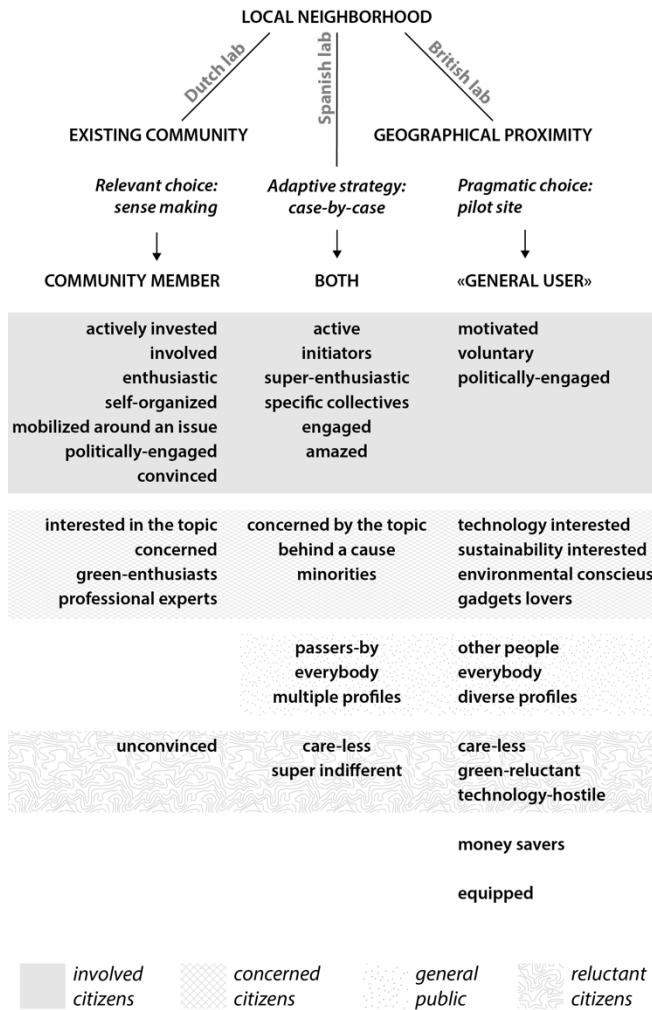 LOCAL NEIGHBORHOOD
Dutch lab
Spanish lab
British lab
EXISTING COMMUNITY
GEOGRAPHICAL PROXIMITY
Relevant choice:
sense making
Adaptive strategy:
case-by-case
Pragmatic choice:
pilot site
COMMUNITY MEMBER
BOTH
«GENERAL USER»
actively invested
involved
enthusiastic
self-organized
mobilized around an issue
politically-engaged
convinced
active
initiators
super-enthusiastic
specific collectives
engaged
amazed
motivated
voluntary
politically-engaged
interested in the topic
concerned
green-enthusiasts
professional experts
concerned by the topic
behind a cause
minorities
technology interested
sustainability interested
environmental conscieus
gadgets lovers
passers-by
everybody
multiple profiles
other people
everybody
diverse profiles
unconvinced
care-less
super indifferent
care-less
green-reluctant
technology-hostile
money savers
equipped
involved
citizens
concerned
citizens
general
public
reluctant
citizens